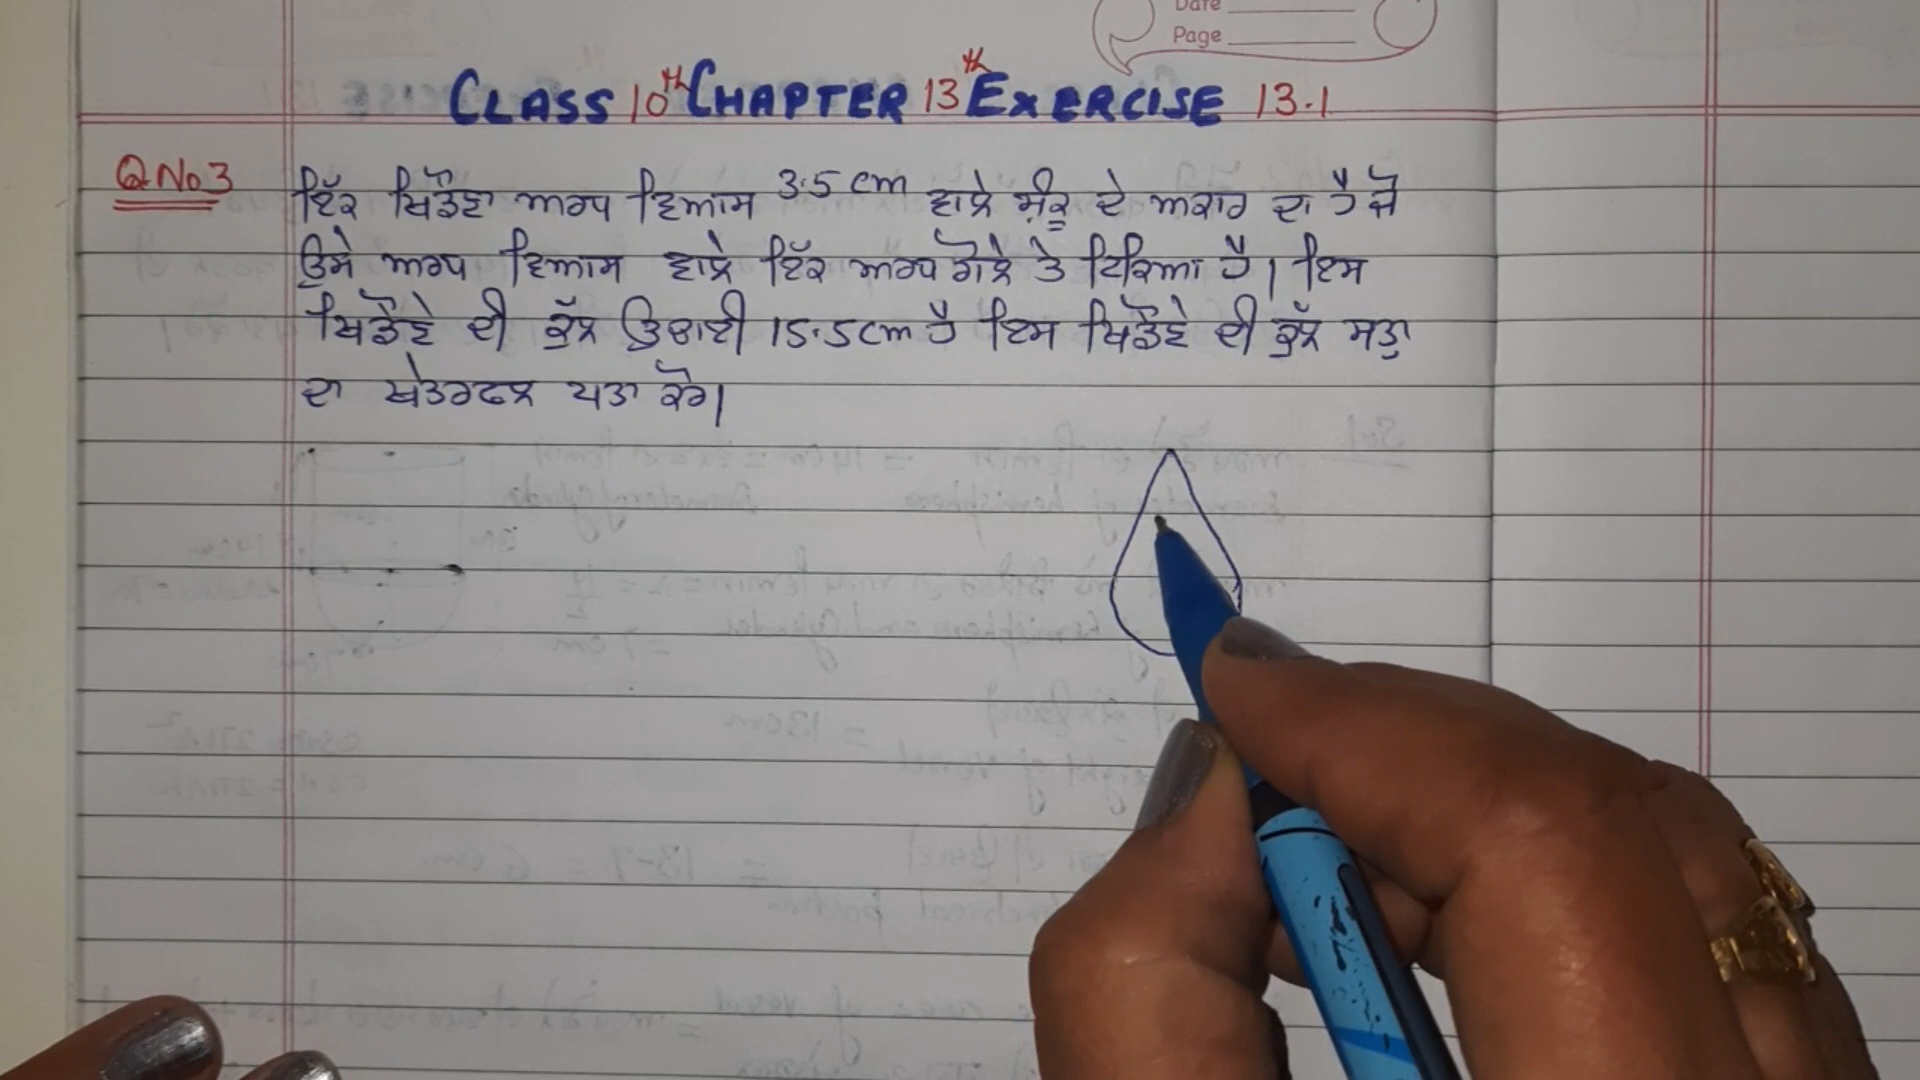 Date
Page
CLASS 10th CHAPTER 13th EXERCISE 13.1
Q No 3 ਇੱਕ ਖਿਡੌਣਾ ਅਰਧ ਵਿਆਸ 3.5 cm ਵਾਲੇ ਸ਼ੰਕੂ ਦੇ ਅਕਾਰ ਦਾ ਹੈ ਜੋ
ਉਸੇ ਅਰਧ ਵਿਆਸ ਵਾਲੇ ਇੱਕ ਅਰਧ ਗੋਲੇ ਤੇ ਟਿਕਿਆ ਹੈ। ਇਸ
ਖਿਡੌਣੇ ਦੀ ਕੁੱਲ ਉਚਾਈ 15.5 cm ਹੈ ਇਸ ਖਿਡੌਣੇ ਦੀ ਕੁੱਲ ਸਤ੍ਹਾ
ਦਾ ਖੇਤਰਫਲ ਪਤਾ ਕਰੋ।